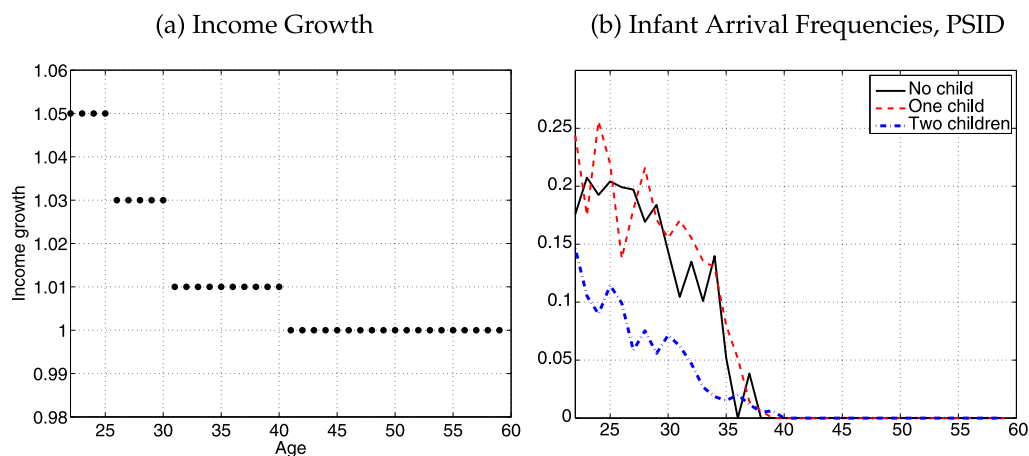 (a) Income Growth
1.06
1.05
1.04
1.03
1.02
1.01
1
0.99
0.98
25 30 35 40 45 50 55 60
Income growth
Age
(b) Infant Arrival Frequencies, PSID
No child
One child
Two children
0.25
0.2
0.15
0.1
0.05
0
25 30 35 40 45 50 55 60